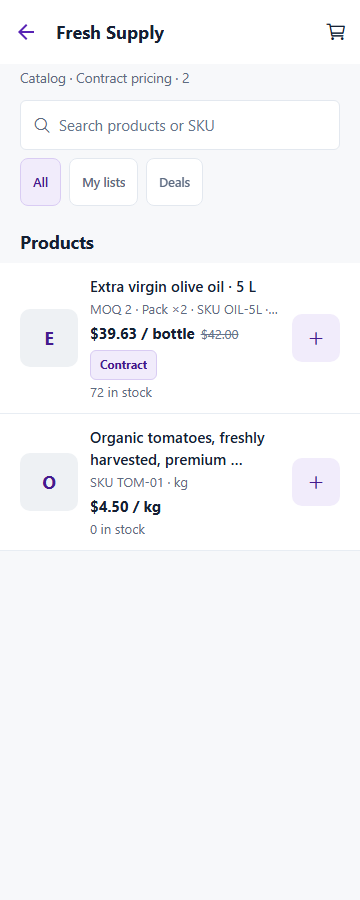 Fresh Supply
Catalog · Contract pricing · 2
Search products or SKU
All
My lists
Deals
Products
E
Extra virgin olive oil · 5 L
MOQ 2 · Pack ×2 · SKU OIL-5L ·...
$39.63 / bottle $42.00
Contract
72 in stock
O
Organic tomatoes, freshly
harvested, premium ...
SKU TOM-01 · kg
$4.50 / kg
0 in stock